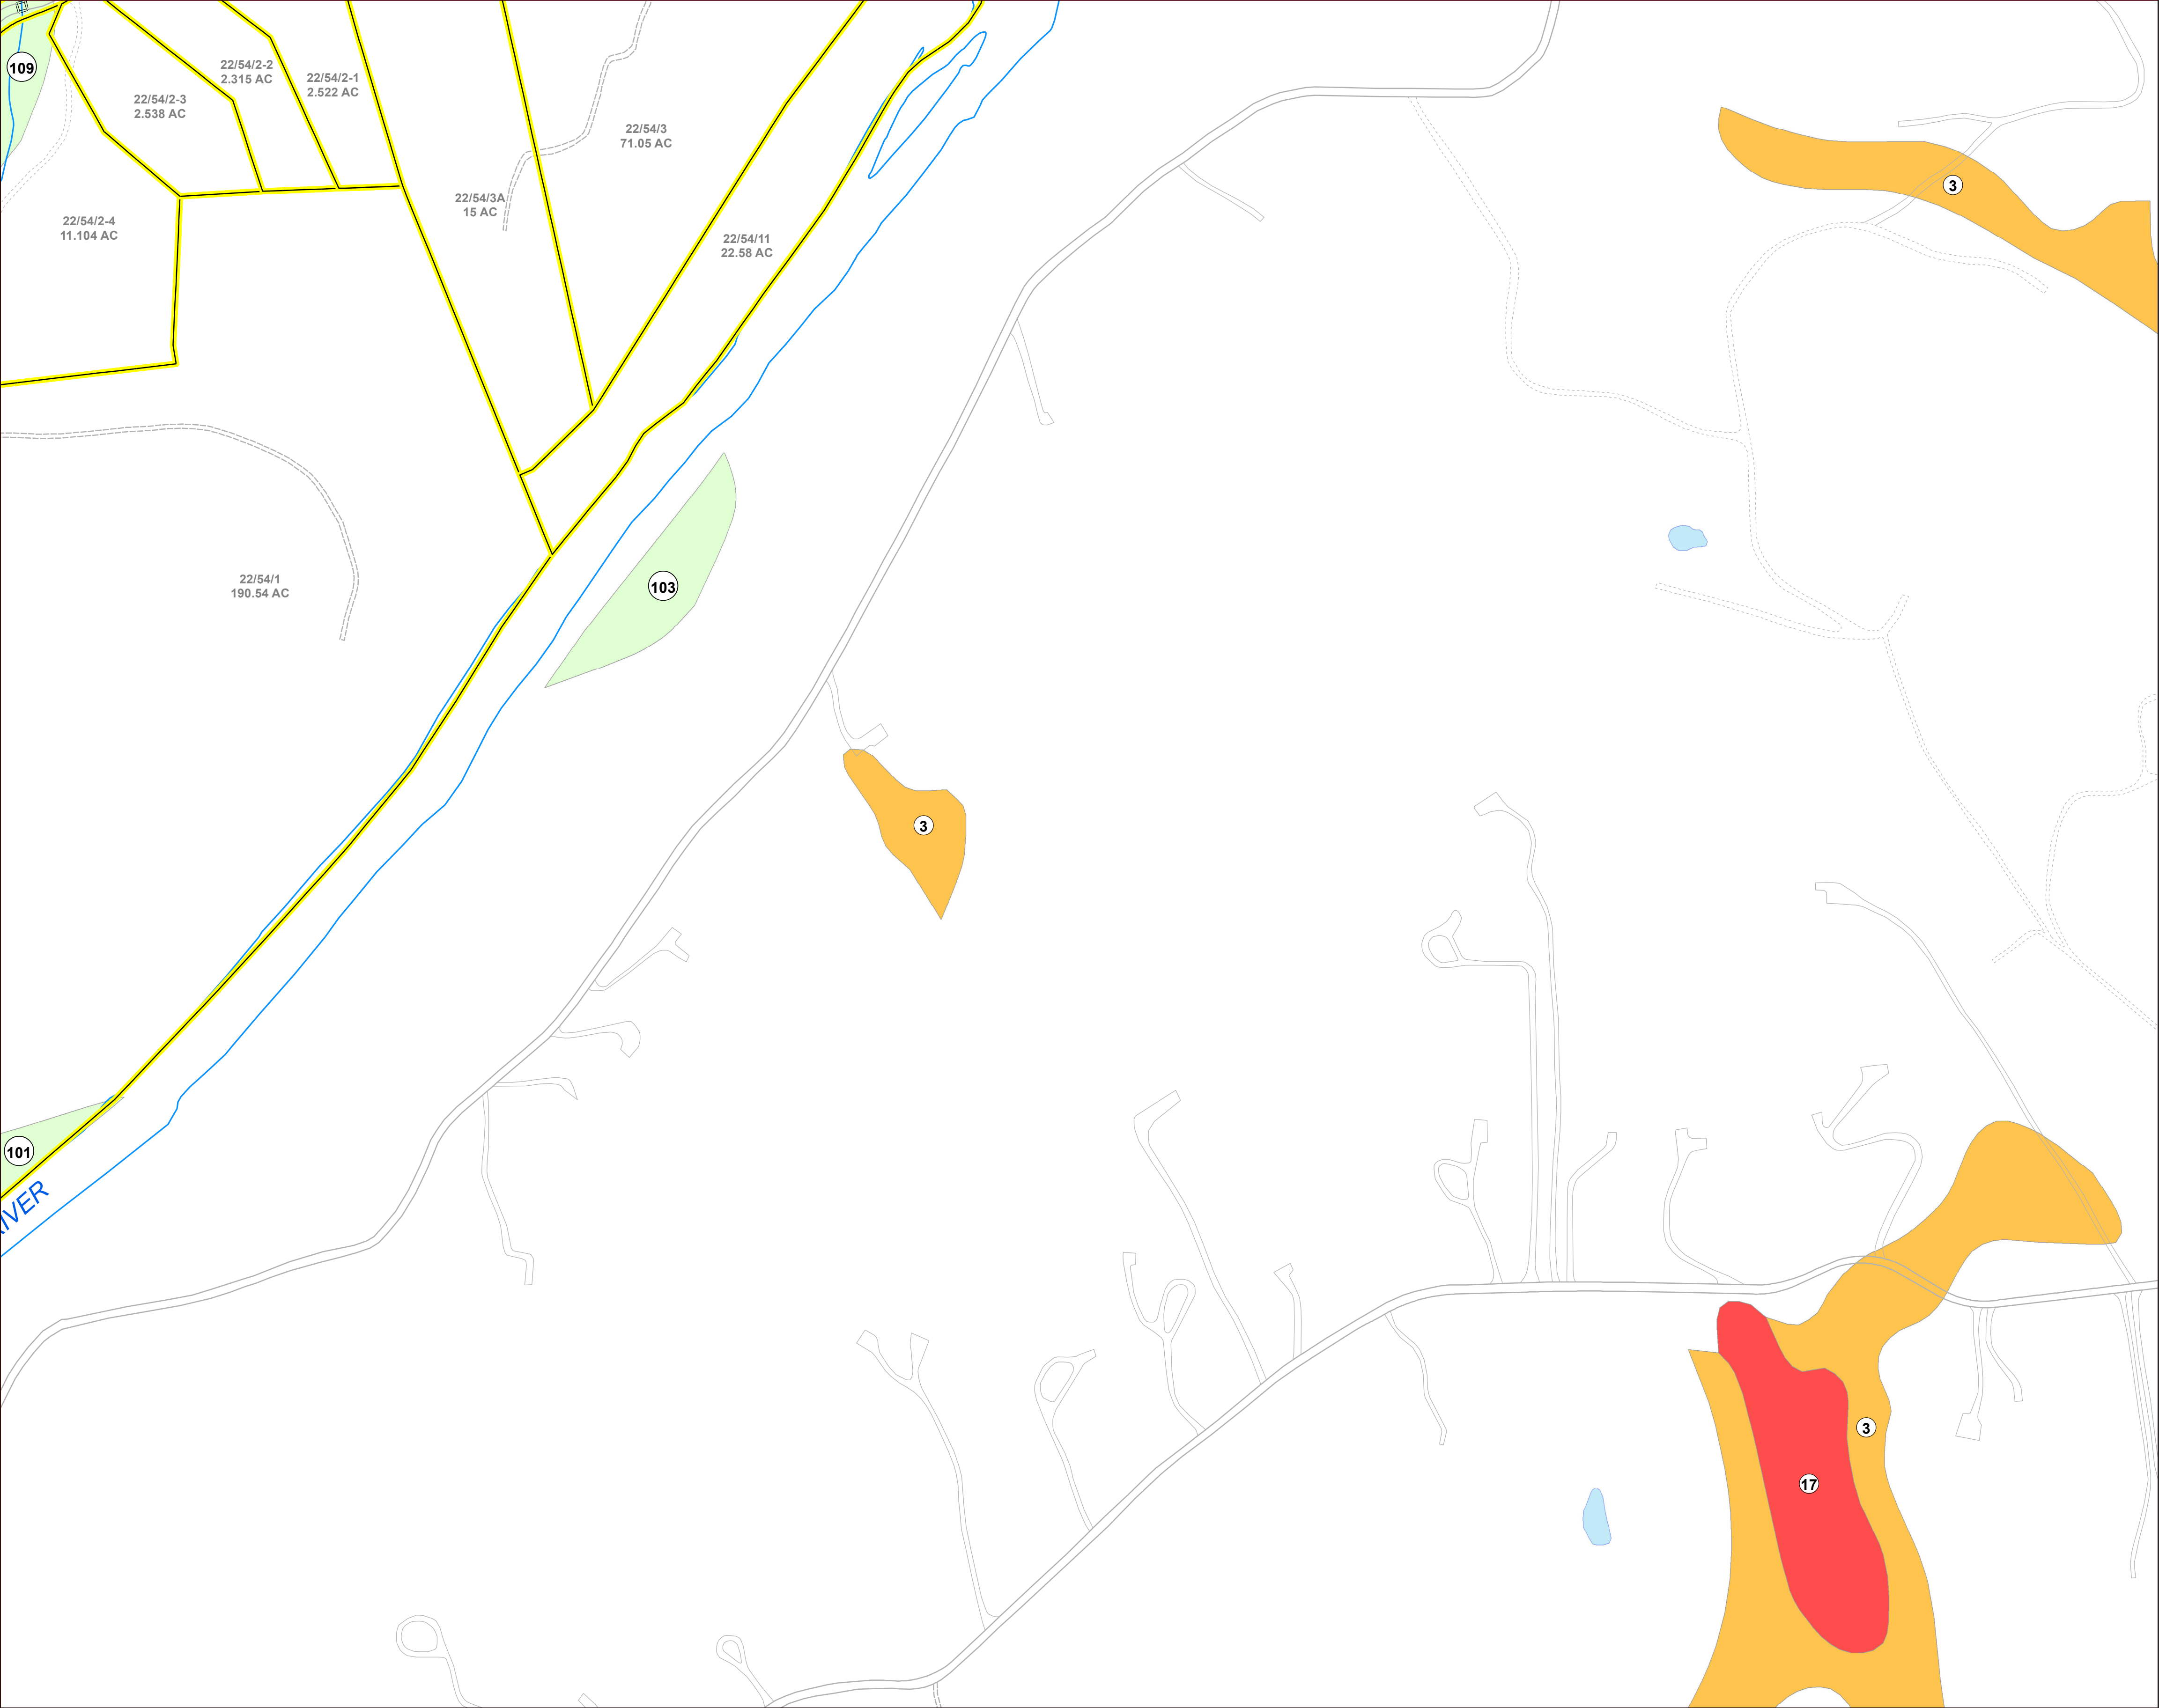 109
22/54/2-2
2.315 AC
22/54/2-1
2.522 AC
22/54/2-3
2.538 AC
22/54/3
71.05 AC
3
22/54/3A
15 AC
22/54/2-4
11.104 AC
22/54/11
22.58 AC
22/54/1
190.54 AC
103
3
101
IVER
3
17